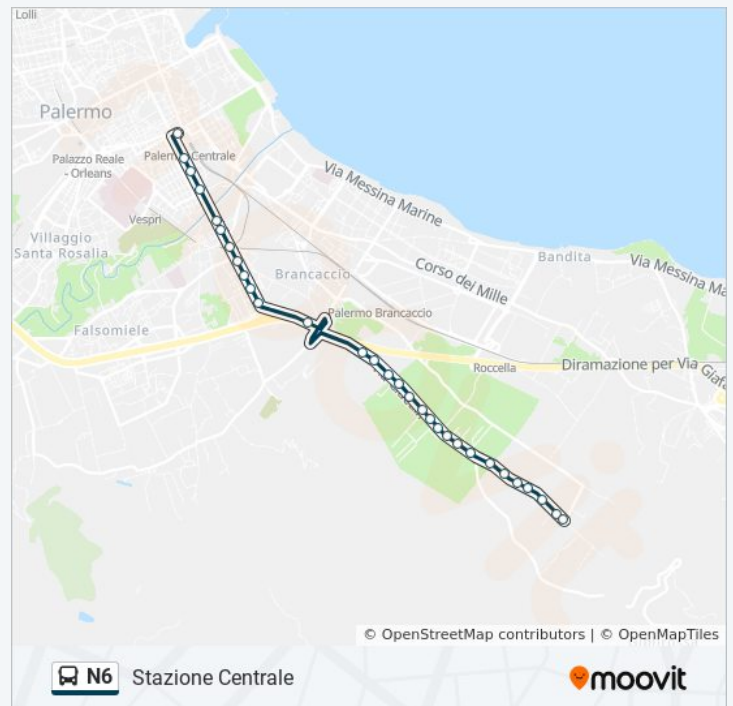 Lolli
Palermo
Palazzo Reale
- Orleans
Centrale
Via Messina Marine
Vespri
Villaggio
Santa Rosalia
Brancaccio
Bandita
Corso dei Mille
Via Messina Ma
Falsomiele
Palermo Brancaccio
Roccella
Diramazione per Via
Giafa
© OpenStreetMap contributors | © OpenMapTiles
N6 Stazione Centrale
moovit